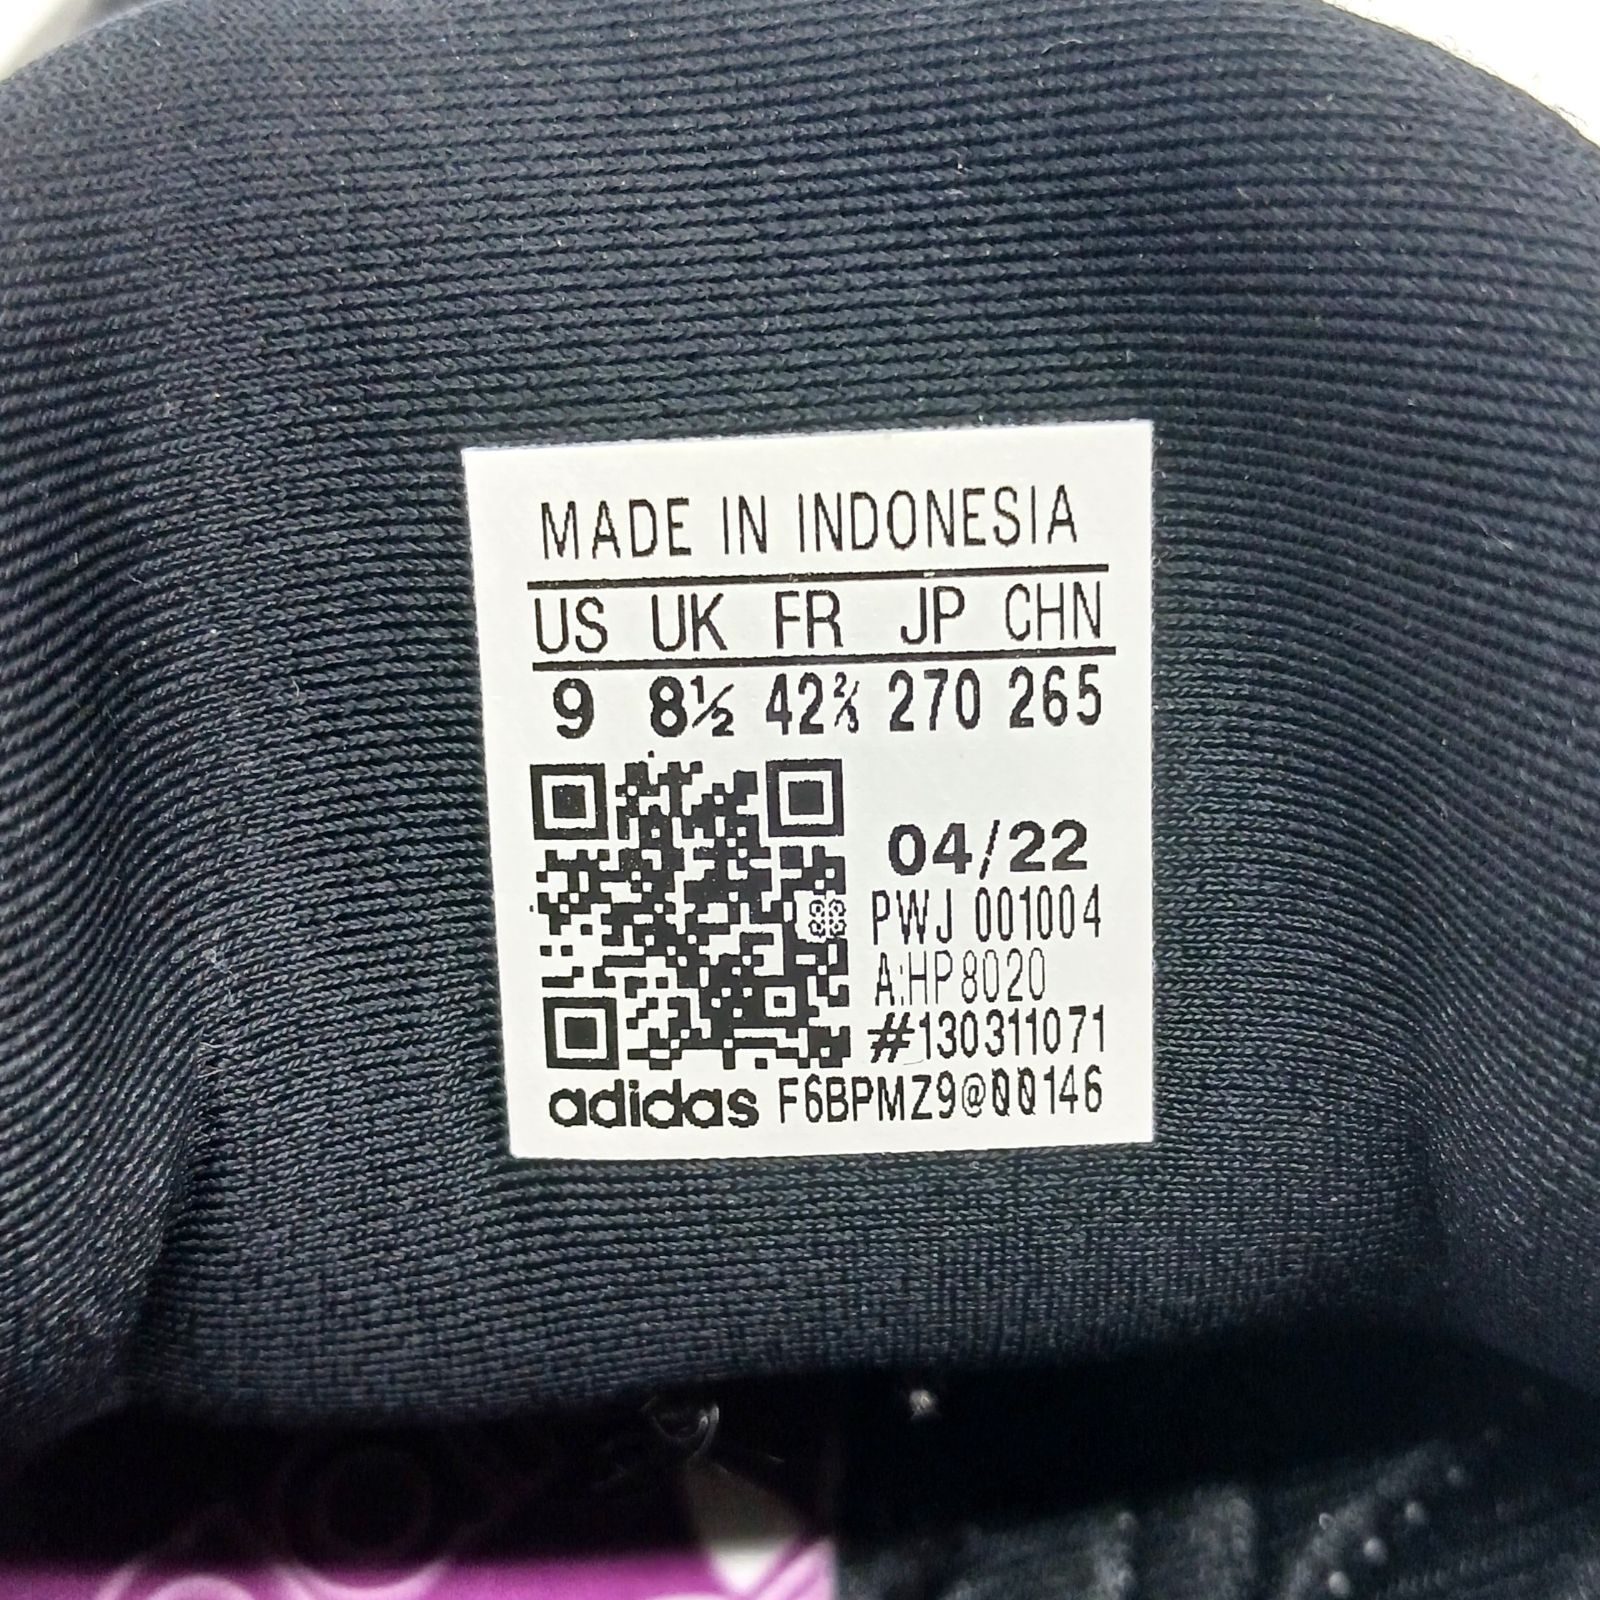 MADE IN INDONESIA
US UK FR JP CHN
9 8½ 42⅔ 270 265
04/22
PWJ 001004
A:HP8020
#130311071
adidas F6BPMZ9@00146